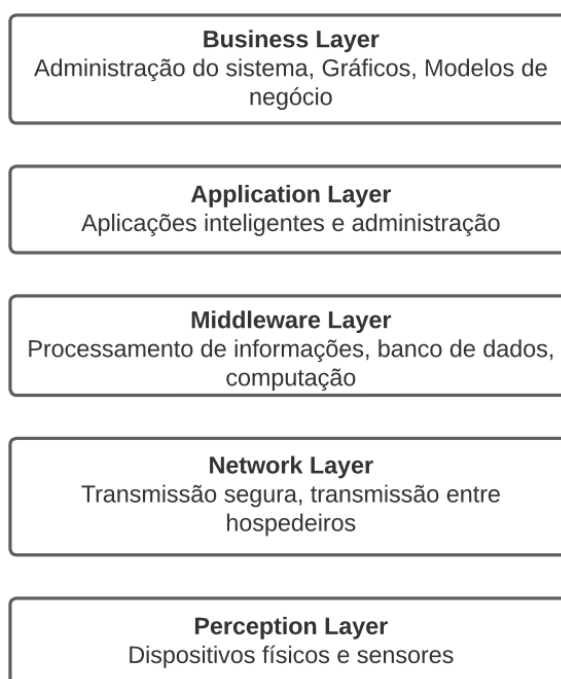 Business Layer
Administração do sistema, Gráficos, Modelos de
negócio
Application Layer
Aplicações inteligentes e administração
Middleware Layer
Processamento de informações, banco de dados,
computação
Network Layer
Transmissão segura, transmissão entre
hospedeiros
Perception Layer
Dispositivos físicos e sensores